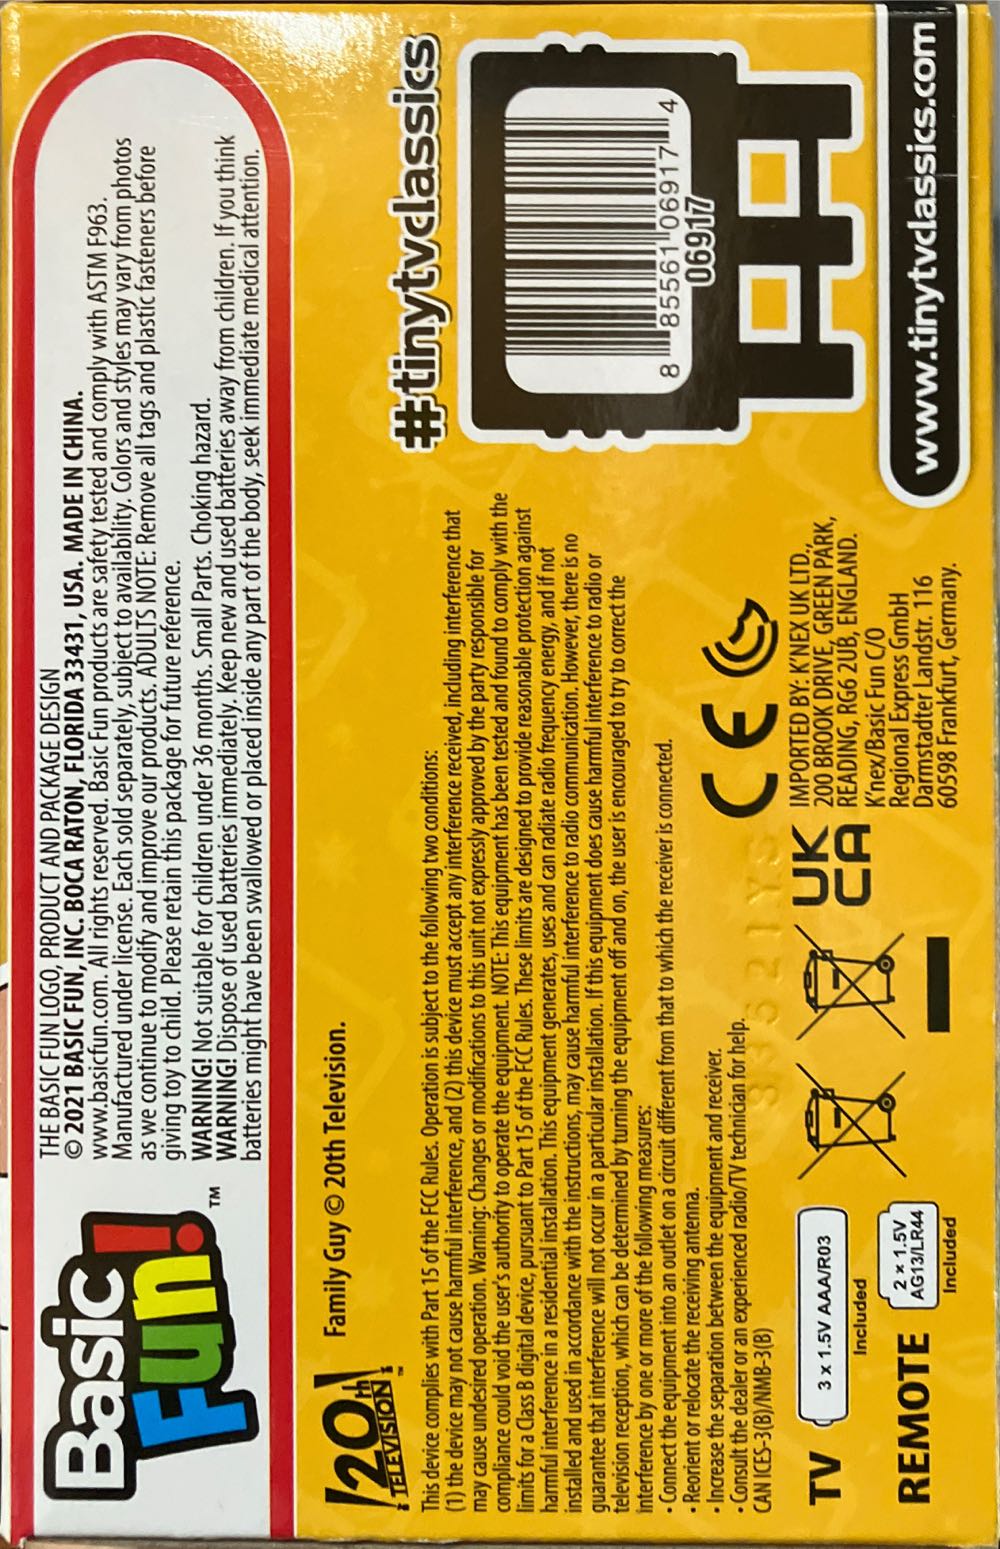 Basic
Fun!
™
THE BASIC FUN LOGO, PRODUCT AND PACKAGE DESIGN
© 2021 BASIC FUN, INC. BOCA RATON, FLORIDA 33431, USA. MADE IN CHINA.
www.basicfun.com. All rights reserved. Basic Fun products are safety tested and comply with ASTM F963.
Manufactured under license. Each sold separately, subject to availability. Colors and styles may vary from photos
as we continue to modify and improve our products. ADULTS NOTE: Remove all tags and plastic fasteners before
giving toy to child. Please retain this package for future reference.
WARNING! Not suitable for children under 36 months. Small Parts. Choking hazard.
WARNING! Dispose of used batteries immediately. Keep new and used batteries away from children. If you think
batteries might have been swallowed or placed inside any part of the body, seek immediate medical attention.
20th
TELEVISION™
Family Guy © 20th Television.
This device complies with Part 15 of the FCC Rules. Operation is subject to the following two conditions:
(1) the device may not cause harmful interference, and (2) this device must accept any interference received, including interference that
may cause undesired operation. Warning: Changes or modifications to this unit not expressly approved by the party responsible for
compliance could void the user's authority to operate the equipment. NOTE: This equipment has been tested and found to comply with the
limits for a Class B digital device, pursuant to Part 15 of the FCC Rules. These limits are designed to provide reasonable protection against
harmful interference in a residential installation. This equipment generates, uses and can radiate radio frequency energy, and if not
installed and used in accordance with the instructions, may cause harmful interference to radio communication. However, there is no
guarantee that interference will not occur in a particular installation. If this equipment does cause harmful interference to radio or
television reception, which can be determined by turning the equipment off and on, the user is encouraged to try to correct the
interference by one or more of the following measures:
• Connect the equipment into an outlet on a circuit different from that to which the receiver is connected.
• Reorient or relocate the receiving antenna.
• Increase the separation between the equipment and receiver.
• Consult the dealer or an experienced radio/TV technician for help.
CAN ICES-3(B)/NMB-3(B)
TV
3 x 1.5V AAA/R03
Included
REMOTE
2 x 1.5V
AG13/LR44
Included
UK
CA
CE
IMPORTED BY: K'NEX UK LTD.,
200 BROOK DRIVE, GREEN PARK,
READING, RG6 2UB, ENGLAND.
K'nex/Basic Fun C/O
Regional Express GmbH
Darmstadter Landstr. 116
60598 Frankfurt, Germany.
#tinytvclassics
8 85561 06917 4
06917
www.tinytvclassics.com